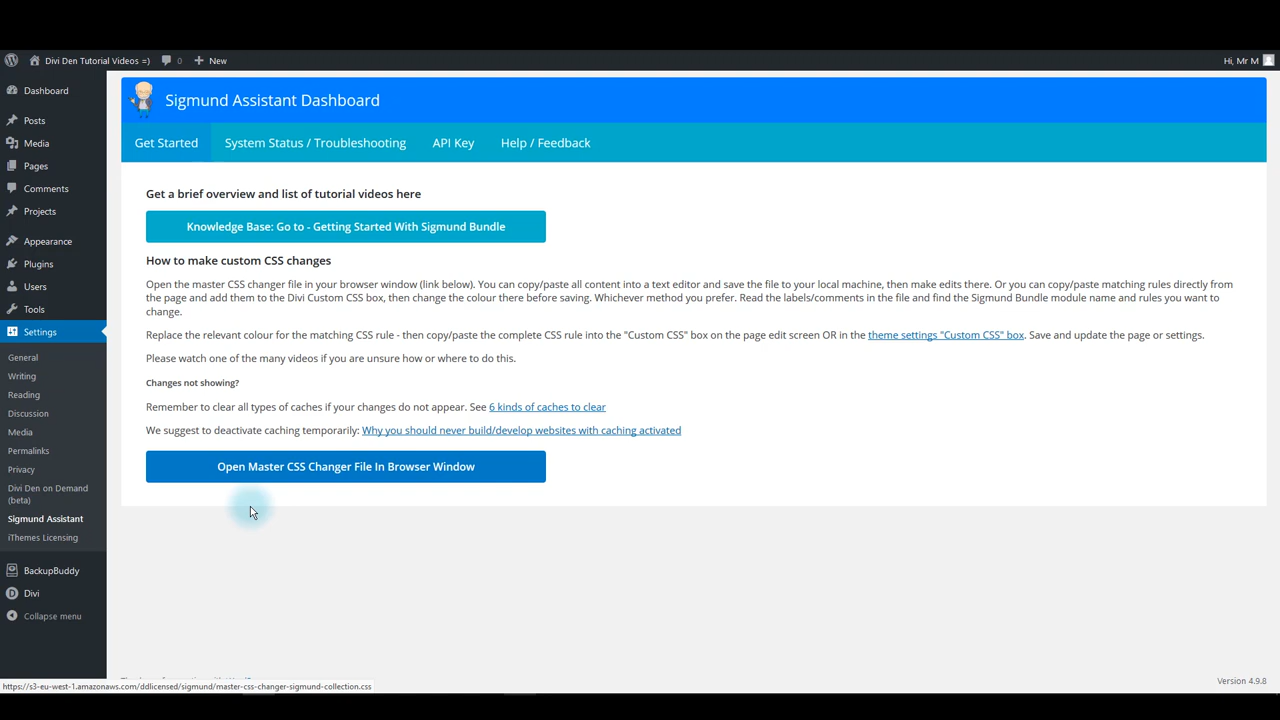 Divi Den Tutorial Videos =)
0
New
Hi, Mr M
Dashboard
Posts
Media
Pages
Comments
Projects
Appearance
Plugins
Users
Tools
Settings
General
Writing
Reading
Discussion
Media
Permalinks
Privacy
Divi Den on Demand
(beta)
Sigmund Assistant
iThemes Licensing
BackupBuddy
Divi
Collapse menu
Sigmund Assistant Dashboard
Get Started
System Status / Troubleshooting
API Key
Help / Feedback
Get a brief overview and list of tutorial videos here
Knowledge Base: Go to - Getting Started With Sigmund Bundle
How to make custom CSS changes
Open the master CSS changer file in your browser window (link below). You can copy/paste all content into a text editor and save the file to your local machine, then make edits there. Or you can copy/paste matching rules directly from
the page and add them to the Divi Custom CSS box, then change the colour there before saving. Whichever method you prefer. Read the labels/comments in the file and find the Sigmund Bundle module name and rules you want to
change.
Replace the relevant colour for the matching CSS rule - then copy/paste the complete CSS rule into the "Custom CSS" box on the page edit screen OR in the theme settings "Custom CSS" box. Save and update the page or settings.
Please watch one of the many videos if you are unsure how or where to do this.
Changes not showing?
Remember to clear all types of caches if your changes do not appear. See 6 kinds of caches to clear
We suggest to deactivate caching temporarily: Why you should never build/develop websites with caching activated
Open Master CSS Changer File In Browser Window
https://s3-eu-west-1.amazonaws.com/ddlicensed/sigmund/master-css-changer-sigmund-collection.css
Version 4.9.8